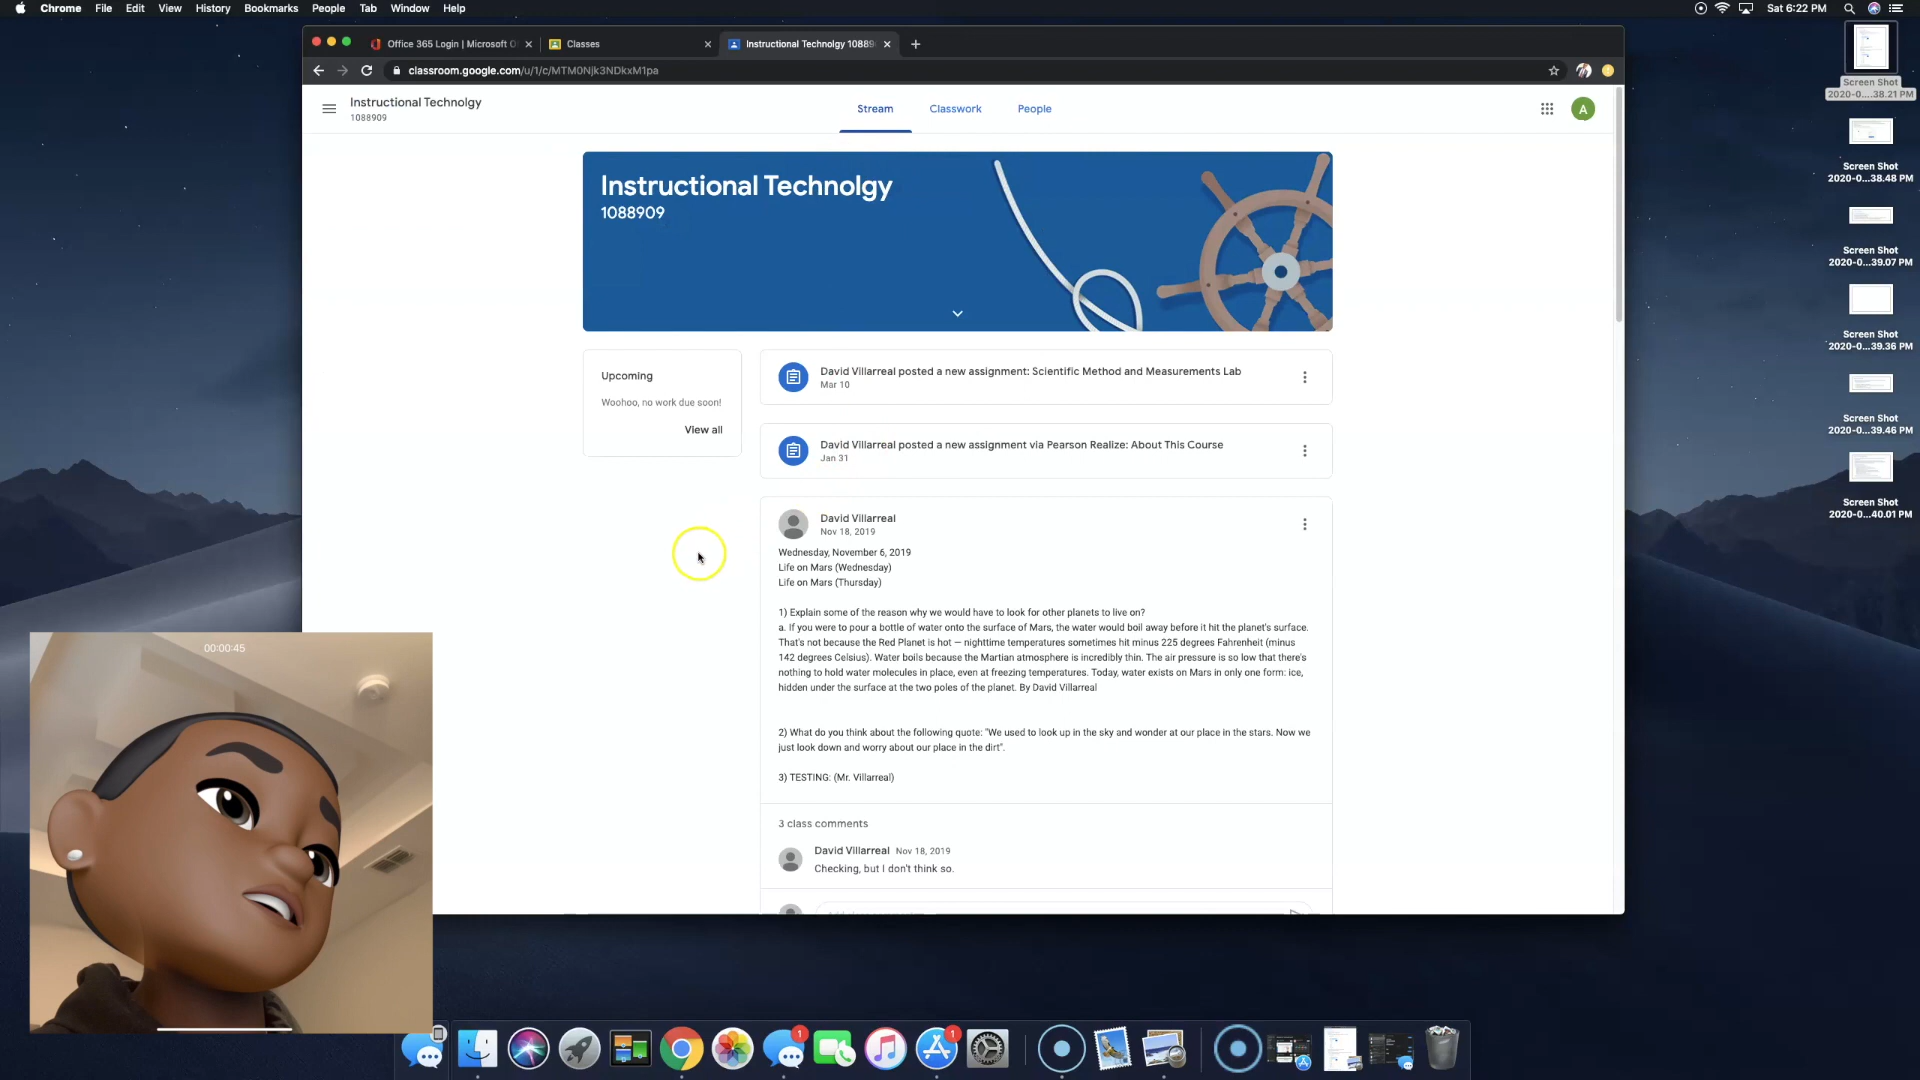 Chrome File Edit View History Bookmarks People Tab Window Help
Sat 6:22 PM
Office 365 Login | Microsoft O
Classes
Instructional Technolgy 10889
classroom.google.com/u/1/c/MTM0Njk3NDkxM1pa
Instructional Technolgy
1088909
Stream
Classwork
People
A
Instructional Technolgy
1088909
Upcoming
Woohoo, no work due soon!
View all
David Villarreal posted a new assignment: Scientific Method and Measurements Lab
Mar 10
David Villarreal posted a new assignment via Pearson Realize: About This Course
Jan 31
David Villarreal
Nov 18, 2019
Wednesday, November 6, 2019
Life on Mars (Wednesday)
Life on Mars (Thursday)
1) Explain some of the reason why we would have to look for other planets to live on?
a. If you were to pour a bottle of water onto the surface of Mars, the water would boil away before it hit the planet's surface.
That's not because the Red Planet is hot — nighttime temperatures sometimes hit minus 225 degrees Fahrenheit (minus
142 degrees Celsius). Water boils because the Martian atmosphere is incredibly thin. The air pressure is so low that there's
nothing to hold water molecules in place, even at freezing temperatures. Today, water exists on Mars in only one form: ice,
hidden under the surface at the two poles of the planet. By David Villarreal
2) What do you think about the following quote: "We used to look up in the sky and wonder at our place in the stars. Now we
just look down and worry about our place in the dirt".
3) TESTING: (Mr. Villarreal)
3 class comments
David Villarreal Nov 18, 2019
Checking, but I don't think so.
Screen Shot
2020-0....38.21 PM
Screen Shot
2020-0...38.48 PM
Screen Shot
2020-0...39.07 PM
Screen Shot
2020-0...39.36 PM
Screen Shot
2020-0...39.46 PM
Screen Shot
2020-0...40.01 PM
00:00:45
1
1